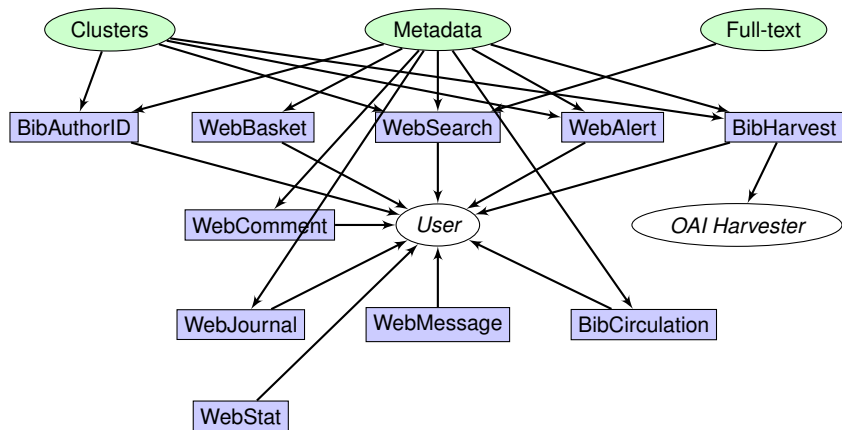 Clusters
Metadata
Full-text
BibAuthorID
WebBasket
WebSearch
WebAlert
BibHarvest
WebComment
User
OAI Harvester
WebJournal
WebMessage
BibCirculation
WebStat